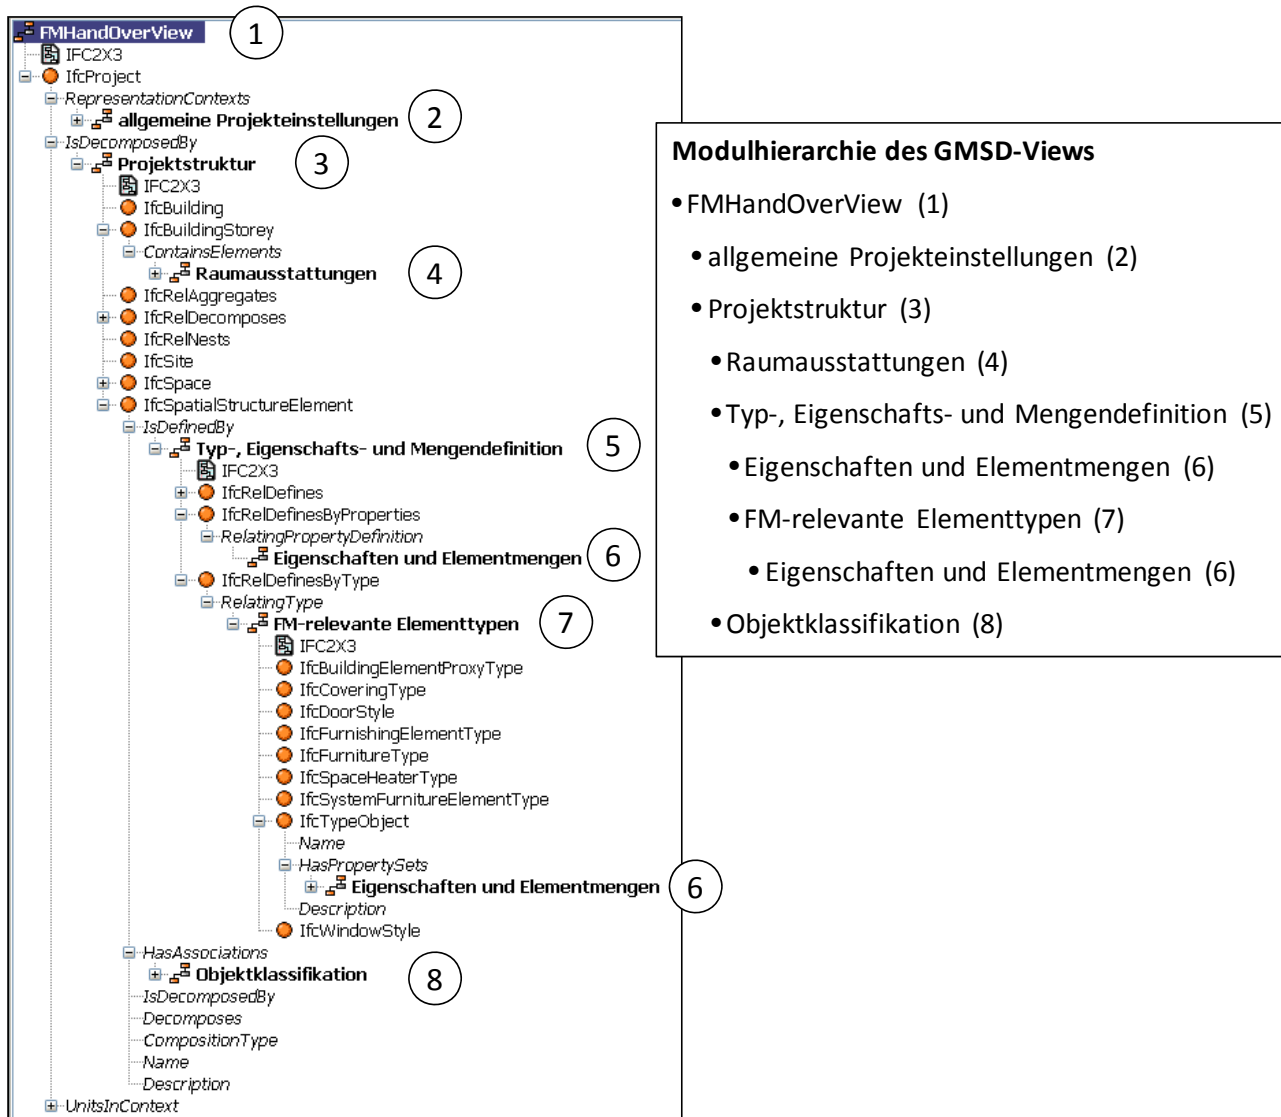 FMHandOverView 1
IFC2X3
IfcProject
RepresentationContexts
allgemeine Projekteinstellungen 2
IsDecomposedBy
Projektstruktur 3
IFC2X3
IfcBuilding
IfcBuildingStorey
ContainsElements
Raumausstattungen 4
IfcRelAggregates
IfcRelDecomposes
IfcRelNests
IfcSite
IfcSpace
IfcSpatialStructureElement
IsDefinedBy
Typ-, Eigenschafts- und Mengendefinition 5
IFC2X3
IfcRelDefines
IfcRelDefinesByProperties
RelatingPropertyDefinition
Eigenschaften und Elementmengen 6
IfcRelDefinesByType
RelatingType
FM-relevante Elementtypen 7
IFC2X3
IfcBuildingElementProxyType
IfcCoveringType
IfcDoorStyle
IfcFurnishingElementType
IfcFurnitureType
IfcSpaceHeaterType
IfcSystemFurnitureElementType
IfcTypeObject
Name
HasPropertySets
Eigenschaften und Elementmengen 6
Description
IfcWindowStyle
HasAssociations
Objektklassifikation 8
IsDecomposedBy
Decomposes
CompositionType
Name
Description
UnitsInContext
Modulhierarchie des GMSD-Views
•FMHandOverView (1)
•allgemeine Projekteinstellungen (2)
•Projektstruktur (3)
•Raumausstattungen (4)
•Typ-, Eigenschafts- und Mengendefinition (5)
•Eigenschaften und Elementmengen (6)
•FM-relevante Elementtypen (7)
•Eigenschaften und Elementmengen (6)
•Objektklassifikation (8)